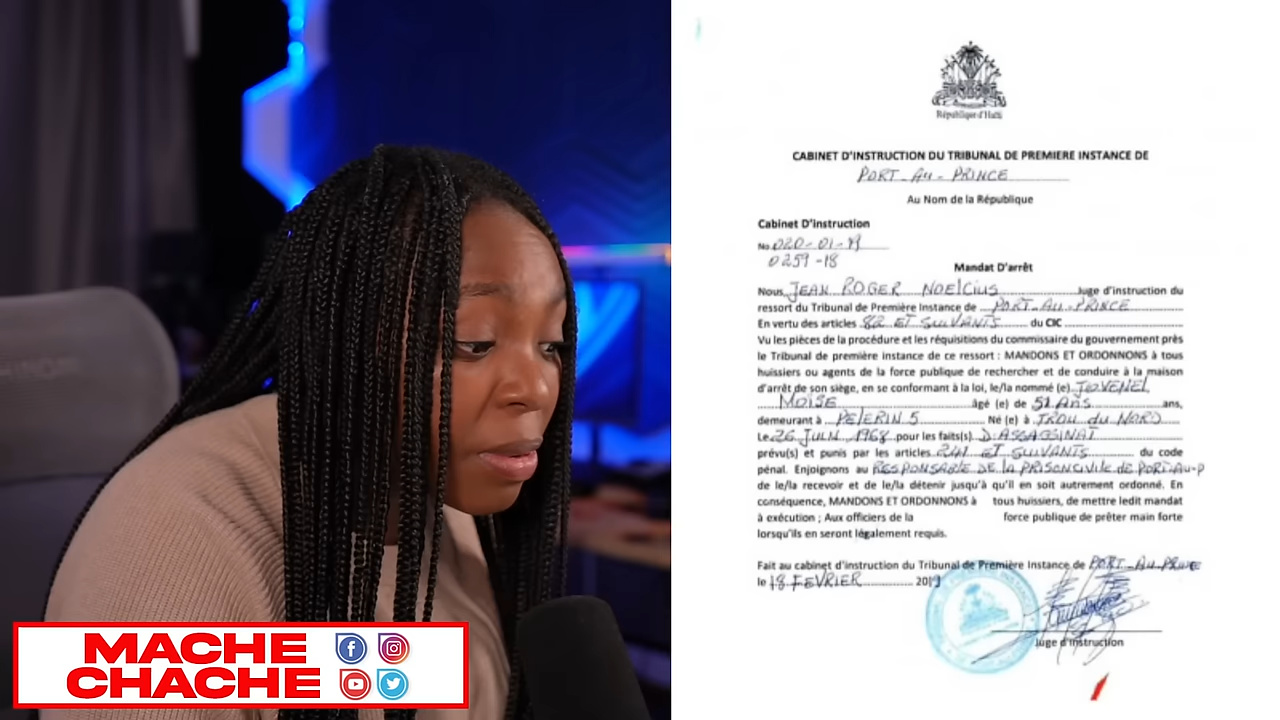 République d'Haïti
CABINET D'INSTRUCTION DU TRIBUNAL DE PREMIERE INSTANCE DE
PORT-AU-PRINCE
Au Nom de la République
Cabinet D'instruction
No 020-01-19
0259-18
Mandat D'arrêt
Nous, JEAN ROGER NOELCIUS Juge d'instruction du
ressort du Tribunal de Première Instance de PORT-AU-PRINCE
En vertu des articles 82 ET SUIVANTS du CIC
Vu les pièces de la procédure et les réquisitions du commissaire du gouvernement près
le Tribunal de première instance de ce ressort : MANDONS ET ORDONNONS à tous
huissiers ou agents de la force publique de rechercher et de conduire à la maison
d'arrêt de son siège, en se conformant à la loi, le/la nommé (e) JOVENEL
MOISE âgé (e) de 51 ANS ans,
demeurant à PELERIN 5 Né (e) à TROU DU NORD
Le 26 JUIN 1968 pour les faits(s) D'ASSASSINAT
prévu(s) et punis par les articles 241 ET SUIVANTS du code
pénal. Enjoignons au RESPONSABLE DE LA PRISON CIVILE de PORT-AU-P
de le/la recevoir et de le/la détenir jusqu'à qu'il en soit autrement ordonné. En
conséquence, MANDONS ET ORDONNONS à tous huissiers, de mettre ledit mandat
à exécution ; Aux officiers de la force publique de prêter main forte
lorsqu'ils en seront légalement requis.
Fait au cabinet d'instruction du Tribunal de Première Instance de PORT-AU-PRINCE
le 18 FEVRIER 2019
Juge d'instruction
MACHE
CHACHE